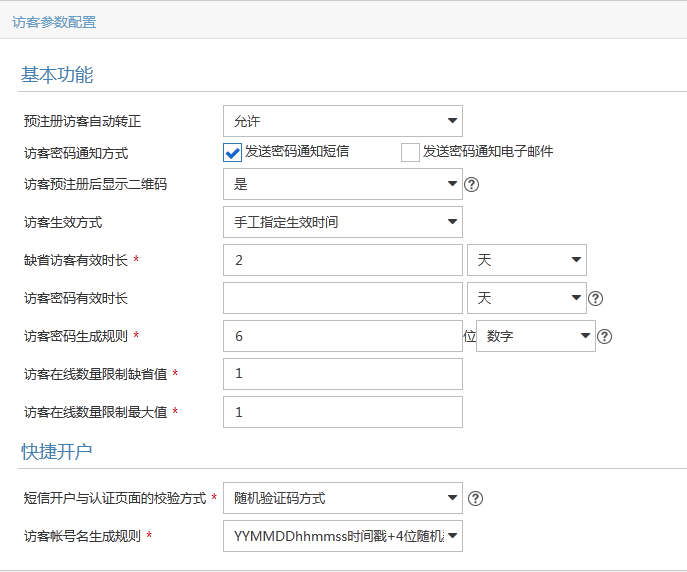 访客参数配置
基本功能
预注册访客自动转正 允许
访客密码通知方式 发送密码通知短信 发送密码通知电子邮件
访客预注册后显示二维码 是
访客生效方式 手工指定生效时间
缺省访客有效时长 * 2 天
访客密码有效时长 天
访客密码生成规则 * 6 位 数字
访客在线数量限制缺省值 * 1
访客在线数量限制最大值 * 1
快捷开户
短信开户与认证页面的校验方式 * 随机验证码方式
访客帐号名生成规则 * YYMMDDhhmmss时间戳+4位随机